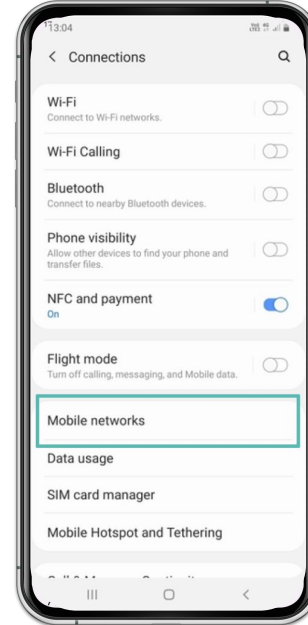 13:04
Connections
Wi-Fi
Connect to Wi-Fi networks.
Wi-Fi Calling
Bluetooth
Connect to nearby Bluetooth devices.
Phone visibility
Allow other devices to find your phone and
transfer files.
NFC and payment
On
Flight mode
Turn off calling, messaging, and Mobile data.
Mobile networks
Data usage
SIM card manager
Mobile Hotspot and Tethering